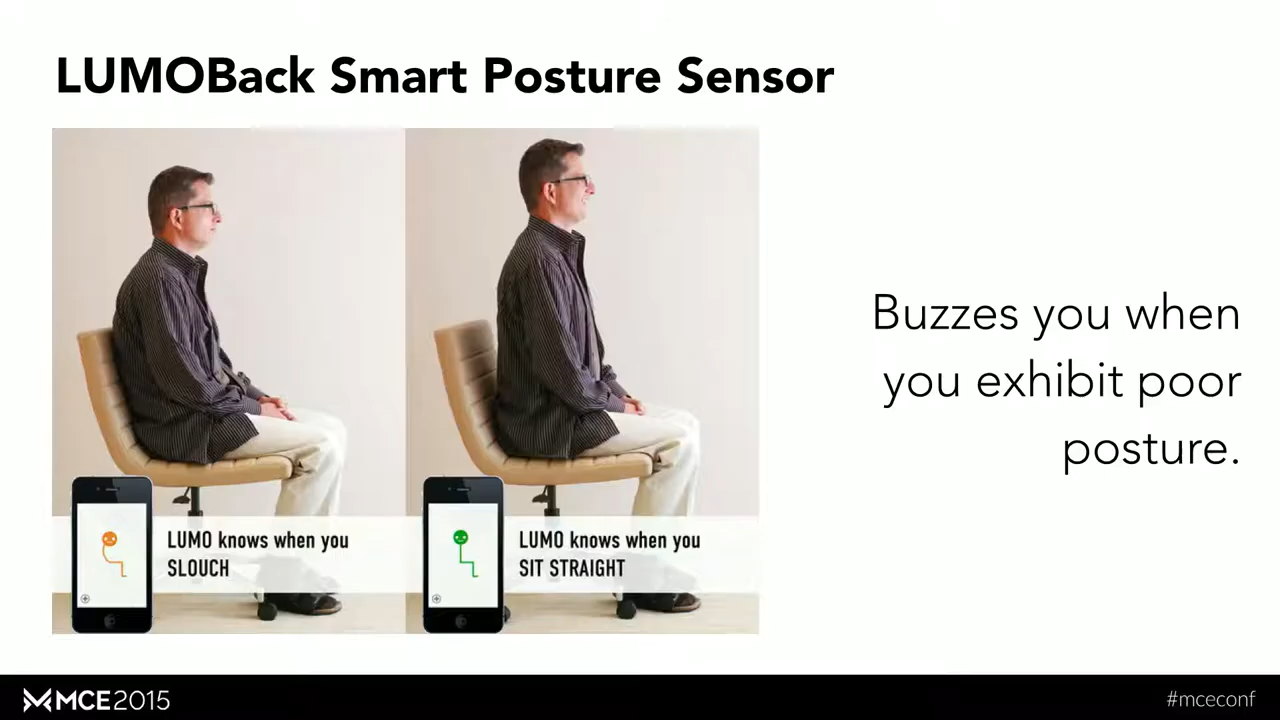 LUMOBack Smart Posture Sensor
LUMO knows when you
SLOUCH
LUMO knows when you
SIT STRAIGHT
Buzzes you when
you exhibit poor
posture.
MCE2015
#mceconf